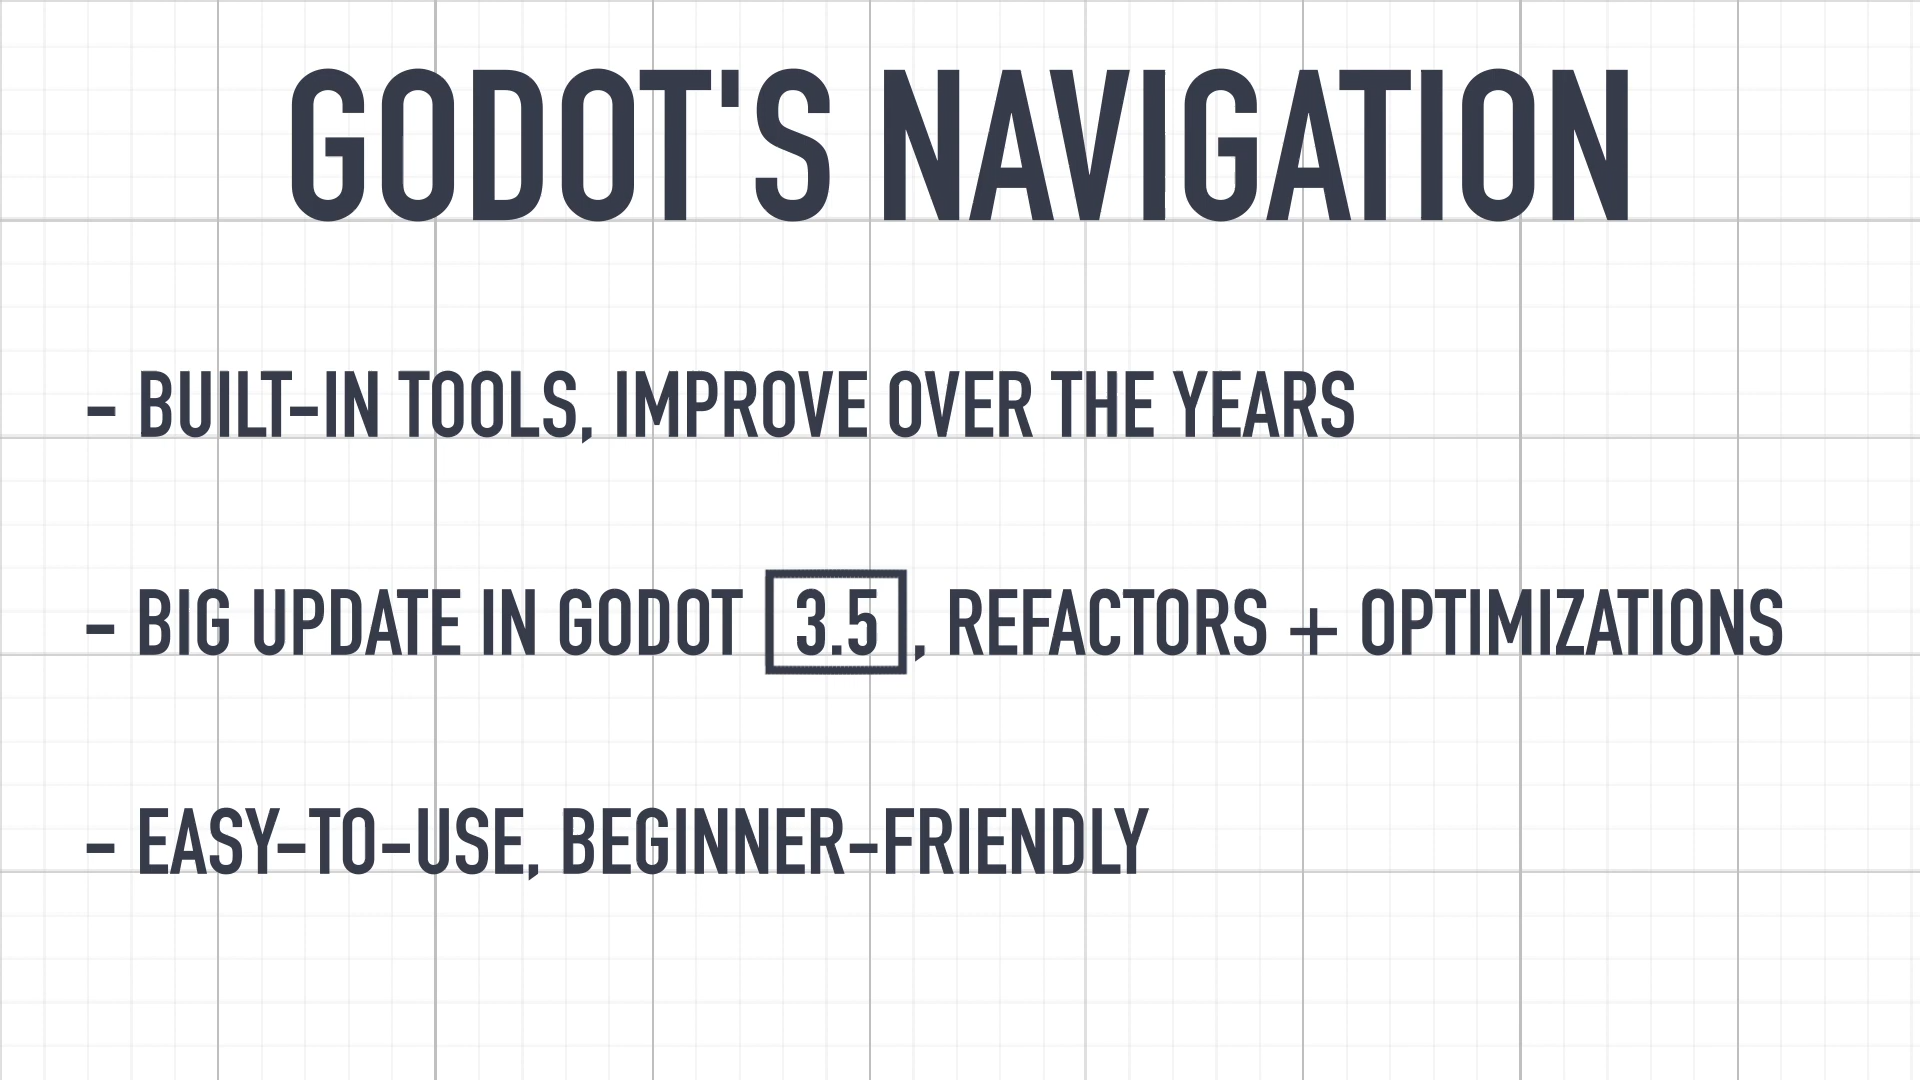 GODOT'S NAVIGATION
- BUILT-IN TOOLS, IMPROVE OVER THE YEARS
- BIG UPDATE IN GODOT 3.5, REFACTORS + OPTIMIZATIONS
- EASY-TO-USE, BEGINNER-FRIENDLY